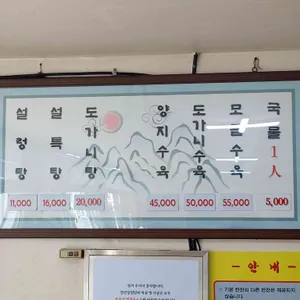 설렁탕
설특탕
도가니탕
양지수육
도가니수육
모듬수육
국물1人
11,000
16,000
20,000
45,000
50,000
55,000
5,000
안내